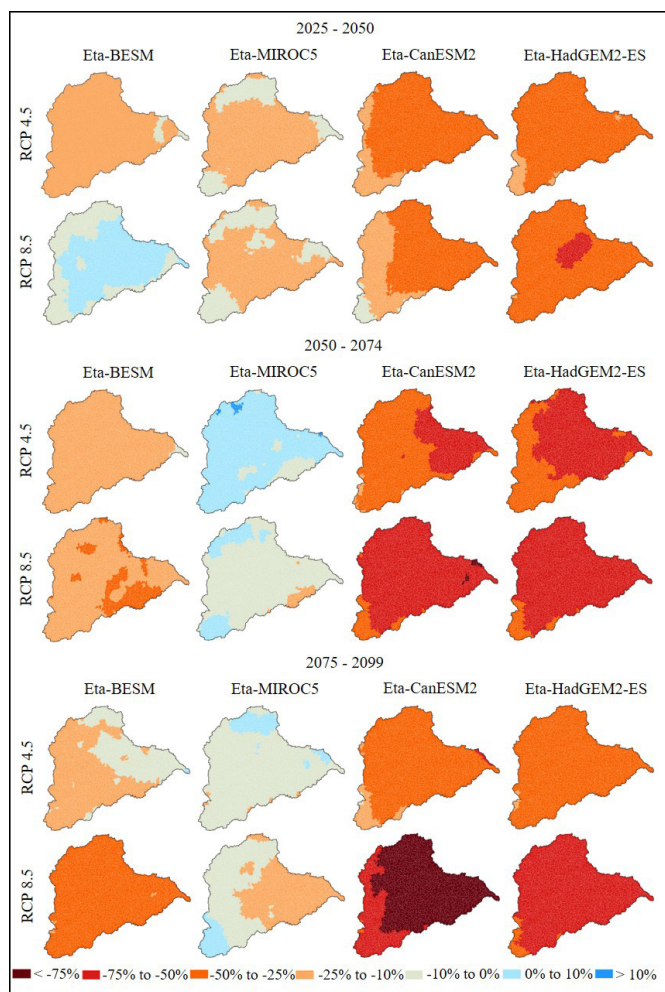 2025 - 2050
Eta-BESM Eta-MIROC5 Eta-CanESM2 Eta-HadGEM2-ES
RCP 4.5
RCP 8.5
2050 - 2074
Eta-BESM Eta-MIROC5 Eta-CanESM2 Eta-HadGEM2-ES
RCP 4.5
RCP 8.5
2075 - 2099
Eta-BESM Eta-MIROC5 Eta-CanESM2 Eta-HadGEM2-ES
RCP 4.5
RCP 8.5
< -75% -75% to -50% -50% to -25% -25% to -10% -10% to 0% 0% to 10% > 10%